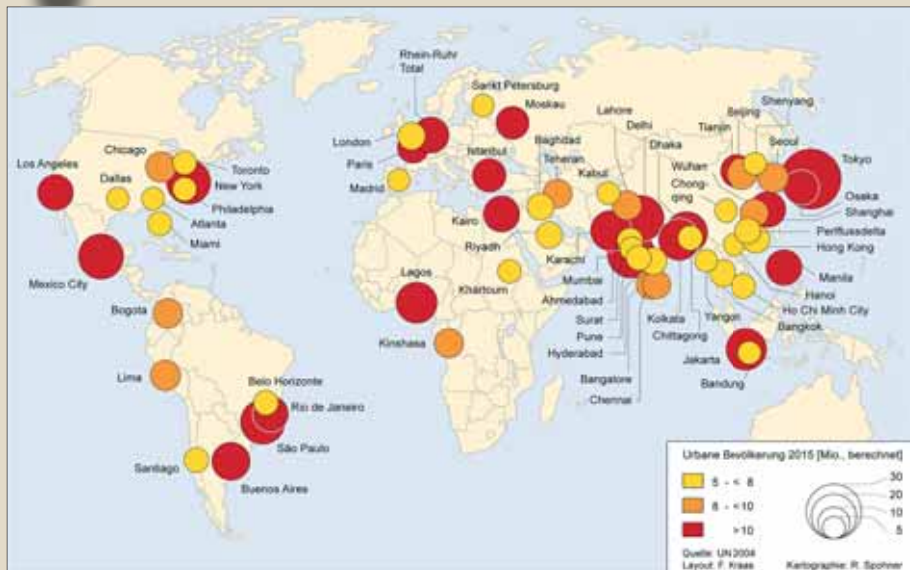 Rhein-Ruhr
Total
Sankt Petersburg
Moskau
Lahore
Shenyang
Beijing
Delhi
Tianjin
London
Baghdad
Dhaka
Seoul
Chicago
Toronto
Paris
Istanbul
Teheran
Wuhan
Tokyo
Los Angeles
Dallas
New York
Madrid
Kabul
Chong-
qing
Osaka
Philadelphia
Shanghai
Atlanta
Kairo
Perlflussdelta
Miami
Riyadh
Karachi
Hong Kong
Mexico City
Lagos
Khartoum
Mumbai
Manila
Ahmedabad
Hanoi
Bogota
Surat
Kolkata
Yangon
Ho Chi Minh City
Kinshasa
Pune
Chittagong
Bangkok
Hyderabad
Jakarta
Lima
Belo Horizonte
Bangalore
Bandung
Rio de Janeiro
Chennai
São Paulo
Santiago
Buenos Aires
Urbane Bevölkerung 2015 [Mio., berechnet]
5 - < 8
8 - <10
>10
30
20
10
5
Quelle: UN 2004
Layout: F. Kraas
Kartographie: R. Spohner